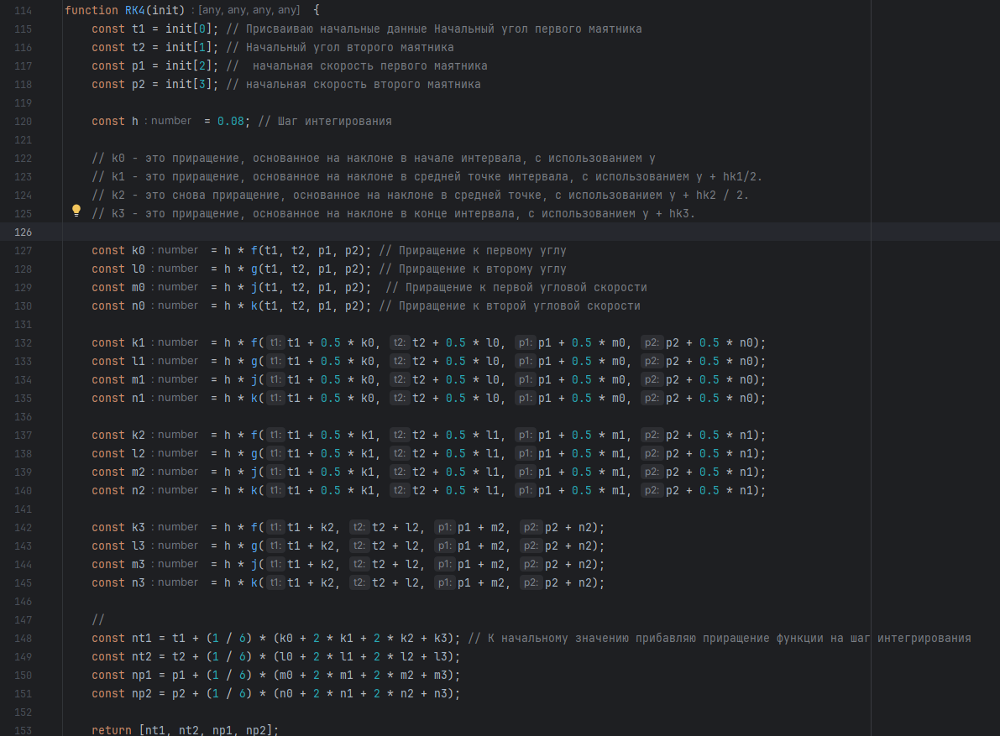 114 function RK4(init) : [any, any, any, any] {
115 const t1 = init[0]; // Присваиваю начальные данные Начальный угол первого маятника
116 const t2 = init[1]; // Начальный угол второго маятника
117 const p1 = init[2]; //  начальная скорость первого маятника
118 const p2 = init[3]; // начальная скорость второго маятника
119
120 const h : number = 0.08; // Шаг интегирования
121
122 // k0 - это приращение, основанное на наклоне в начале интервала, с использованием y
123 // k1 - это приращение, основанное на наклоне в средней точке интервала, с использованием y + hk1/2.
124 // k2 - это снова приращение, основанное на наклоне в средней точке, с использованием y + hk2 / 2.
125 // k3 - это приращение, основанное на наклоне в конце интервала, с использованием y + hk3.
126
127 const k0 : number = h * f(t1, t2, p1, p2); // Приращение к первому углу
128 const l0 : number = h * g(t1, t2, p1, p2); // Приращение к второму углу
129 const m0 : number = h * j(t1, t2, p1, p2);  // Приращение к первой угловой скорости
130 const n0 : number = h * k(t1, t2, p1, p2); // Приращение к второй угловой скорости
131
132 const k1 : number = h * f( t1: t1 + 0.5 * k0, t2: t2 + 0.5 * l0, p1: p1 + 0.5 * m0, p2: p2 + 0.5 * n0);
133 const l1 : number = h * g( t1: t1 + 0.5 * k0, t2: t2 + 0.5 * l0, p1: p1 + 0.5 * m0, p2: p2 + 0.5 * n0);
134 const m1 : number = h * j( t1: t1 + 0.5 * k0, t2: t2 + 0.5 * l0, p1: p1 + 0.5 * m0, p2: p2 + 0.5 * n0);
135 const n1 : number = h * k( t1: t1 + 0.5 * k0, t2: t2 + 0.5 * l0, p1: p1 + 0.5 * m0, p2: p2 + 0.5 * n0);
136
137 const k2 : number = h * f( t1: t1 + 0.5 * k1, t2: t2 + 0.5 * l1, p1: p1 + 0.5 * m1, p2: p2 + 0.5 * n1);
138 const l2 : number = h * g( t1: t1 + 0.5 * k1, t2: t2 + 0.5 * l1, p1: p1 + 0.5 * m1, p2: p2 + 0.5 * n1);
139 const m2 : number = h * j( t1: t1 + 0.5 * k1, t2: t2 + 0.5 * l1, p1: p1 + 0.5 * m1, p2: p2 + 0.5 * n1);
140 const n2 : number = h * k( t1: t1 + 0.5 * k1, t2: t2 + 0.5 * l1, p1: p1 + 0.5 * m1, p2: p2 + 0.5 * n1);
141
142 const k3 : number = h * f( t1: t1 + k2, t2: t2 + l2, p1: p1 + m2, p2: p2 + n2);
143 const l3 : number = h * g( t1: t1 + k2, t2: t2 + l2, p1: p1 + m2, p2: p2 + n2);
144 const m3 : number = h * j( t1: t1 + k2, t2: t2 + l2, p1: p1 + m2, p2: p2 + n2);
145 const n3 : number = h * k( t1: t1 + k2, t2: t2 + l2, p1: p1 + m2, p2: p2 + n2);
146
147 //
148 const nt1 = t1 + (1 / 6) * (k0 + 2 * k1 + 2 * k2 + k3); // К начальному значению прибавляю приращение функции на шаг интегрирования
149 const nt2 = t2 + (1 / 6) * (l0 + 2 * l1 + 2 * l2 + l3);
150 const np1 = p1 + (1 / 6) * (m0 + 2 * m1 + 2 * m2 + m3);
151 const np2 = p2 + (1 / 6) * (n0 + 2 * n1 + 2 * n2 + n3);
152
153 return [nt1, nt2, np1, np2];